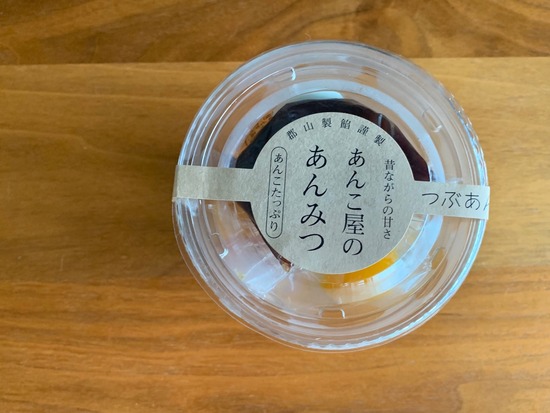 郡山製餡謹製
昔ながらの甘さ
あんこ屋の
あんみつ
あんこたっぷり
つぶあん